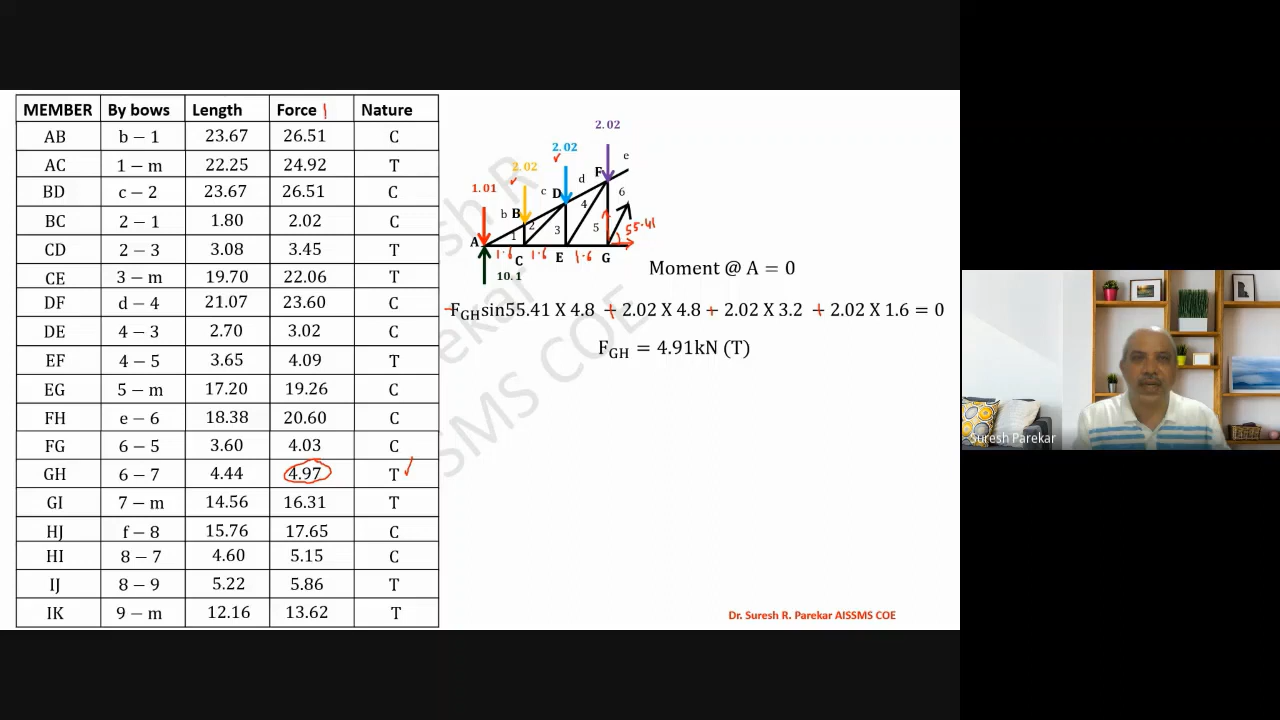 MEMBER By bows Length Force 1 Nature
AB b − 1 23.67 26.51 C
AC 1 − m 22.25 24.92 T
BD c − 2 23.67 26.51 C
BC 2 − 1 1.80 2.02 C
CD 2 − 3 3.08 3.45 T
CE 3 − m 19.70 22.06 T
DF d − 4 21.07 23.60 C
DE 4 − 3 2.70 3.02 C
EF 4 − 5 3.65 4.09 T
EG 5 − m 17.20 19.26 C
FH e − 6 18.38 20.60 C
FG 6 − 5 3.60 4.03 C
GH 6 − 7 4.44 4.97 T ✓
GI 7 − m 14.56 16.31 T
HJ f − 8 15.76 17.65 C
HI 8 − 7 4.60 5.15 C
IJ 8 − 9 5.22 5.86 T
IK 9 − m 12.16 13.62 T
2.02
2.02
2.02
1.01
e
d F
c D 6
b B 4
2 5 55.41
A 1 3
1.6 C 1.6 E 1.6 G
10.1
Moment @ A = 0
−F_GH sin55.41 X 4.8 + 2.02 X 4.8 + 2.02 X 3.2 + 2.02 X 1.6 = 0
F_GH = 4.91kN (T)
esh R
rekar
SMS COE
Dr. Suresh R. Parekar AISSMS COE
Suresh Parekar